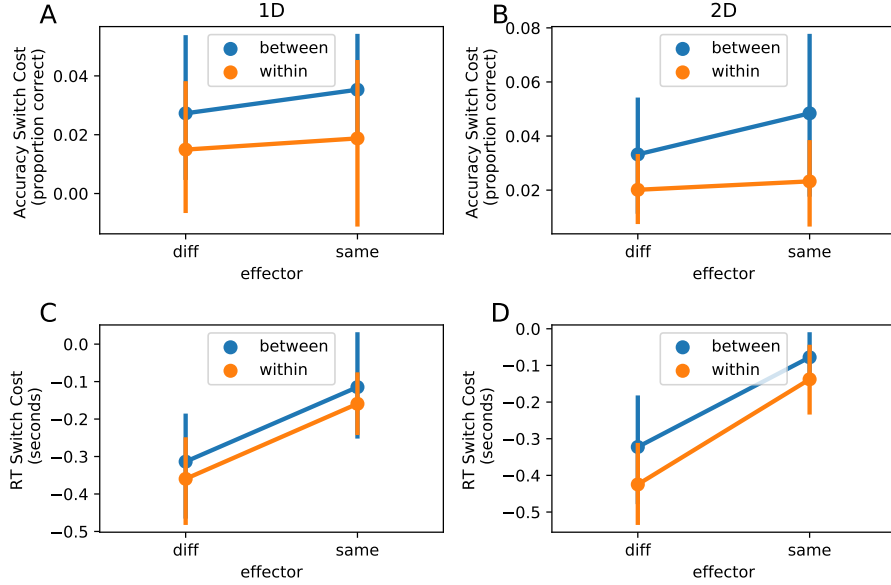 A
1D
Accuracy Switch Cost
(proportion correct)
0.04
0.02
0.00
between
within
diff
same
effector
B
2D
Accuracy Switch Cost
(proportion correct)
0.08
0.06
0.04
0.02
between
within
diff
same
effector
C
RT Switch Cost
(seconds)
0.0
−0.1
−0.2
−0.3
−0.4
−0.5
between
within
diff
same
effector
D
RT Switch Cost
(seconds)
0.0
−0.1
−0.2
−0.3
−0.4
−0.5
between
within
diff
same
effector